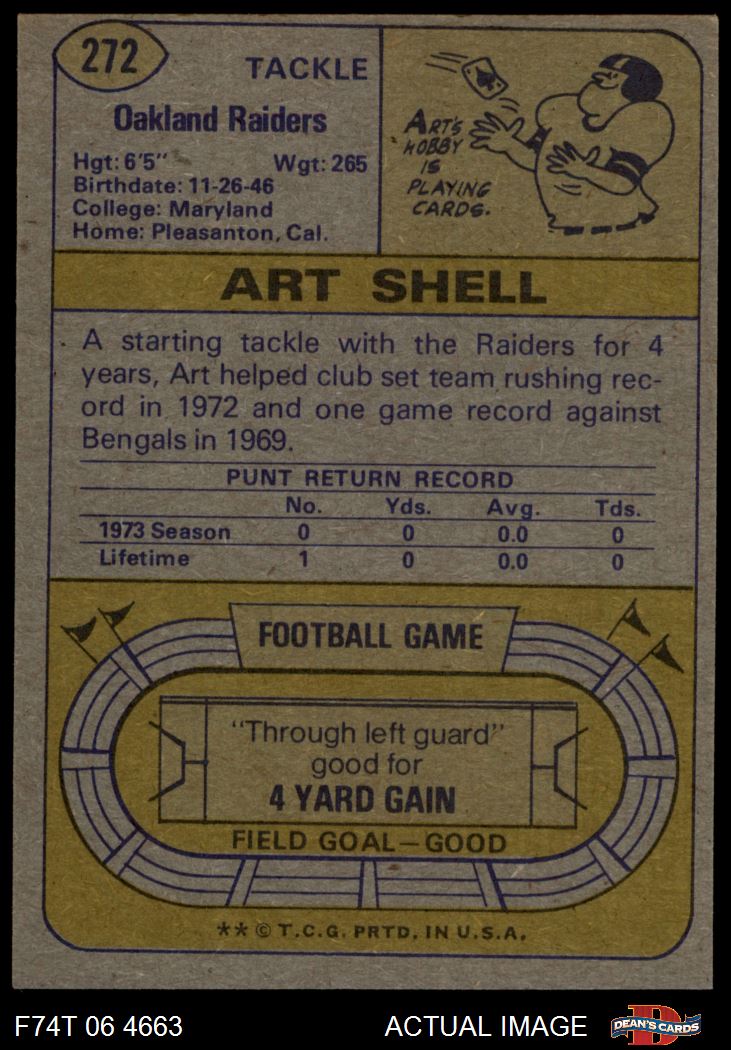 272
TACKLE
Oakland Raiders
Hgt: 6'5" Wgt: 265
Birthdate: 11-26-46
College: Maryland
Home: Pleasanton, Cal.
ART'S
HOBBY
IS
PLAYING
CARDS.
ART SHELL
A starting tackle with the Raiders for 4
years, Art helped club set team rushing rec-
ord in 1972 and one game record against
Bengals in 1969.
PUNT RETURN RECORD
No. Yds. Avg. Tds.
1973 Season 0 0 0.0 0
Lifetime 1 0 0.0 0
FOOTBALL GAME
"Through left guard"
good for
4 YARD GAIN
FIELD GOAL—GOOD
** © T.C.G. PRTD. IN U.S.A.
F74T 06 4663 ACTUAL IMAGE
DEAN'S CARDS